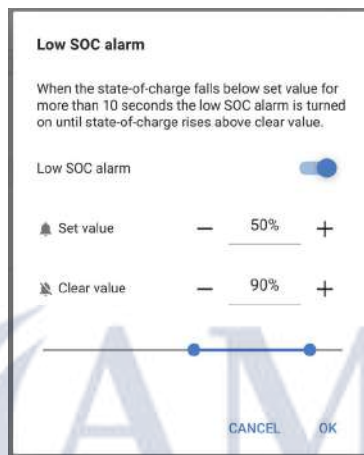 Low SOC alarm
When the state-of-charge falls below set value for
more than 10 seconds the low SOC alarm is turned
on until state-of-charge rises above clear value.
Low SOC alarm
Set value − 50% +
Clear value − 90% +
AM
CANCEL OK